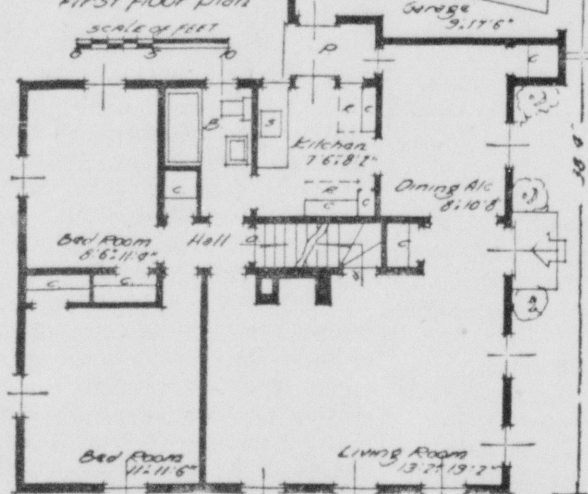 First Floor Plan
SCALE OF FEET
0 5 10
Garage
9:17'6"
P
C
B
S
R C
Kitchen
7'6":8'2"
C
R
C C
Dining Alc
8':10'8"
Bed Room
8'6":11'9"
Hall
C
C C
Bed Room
11':11'6"
Living Room
13'2":19'2"